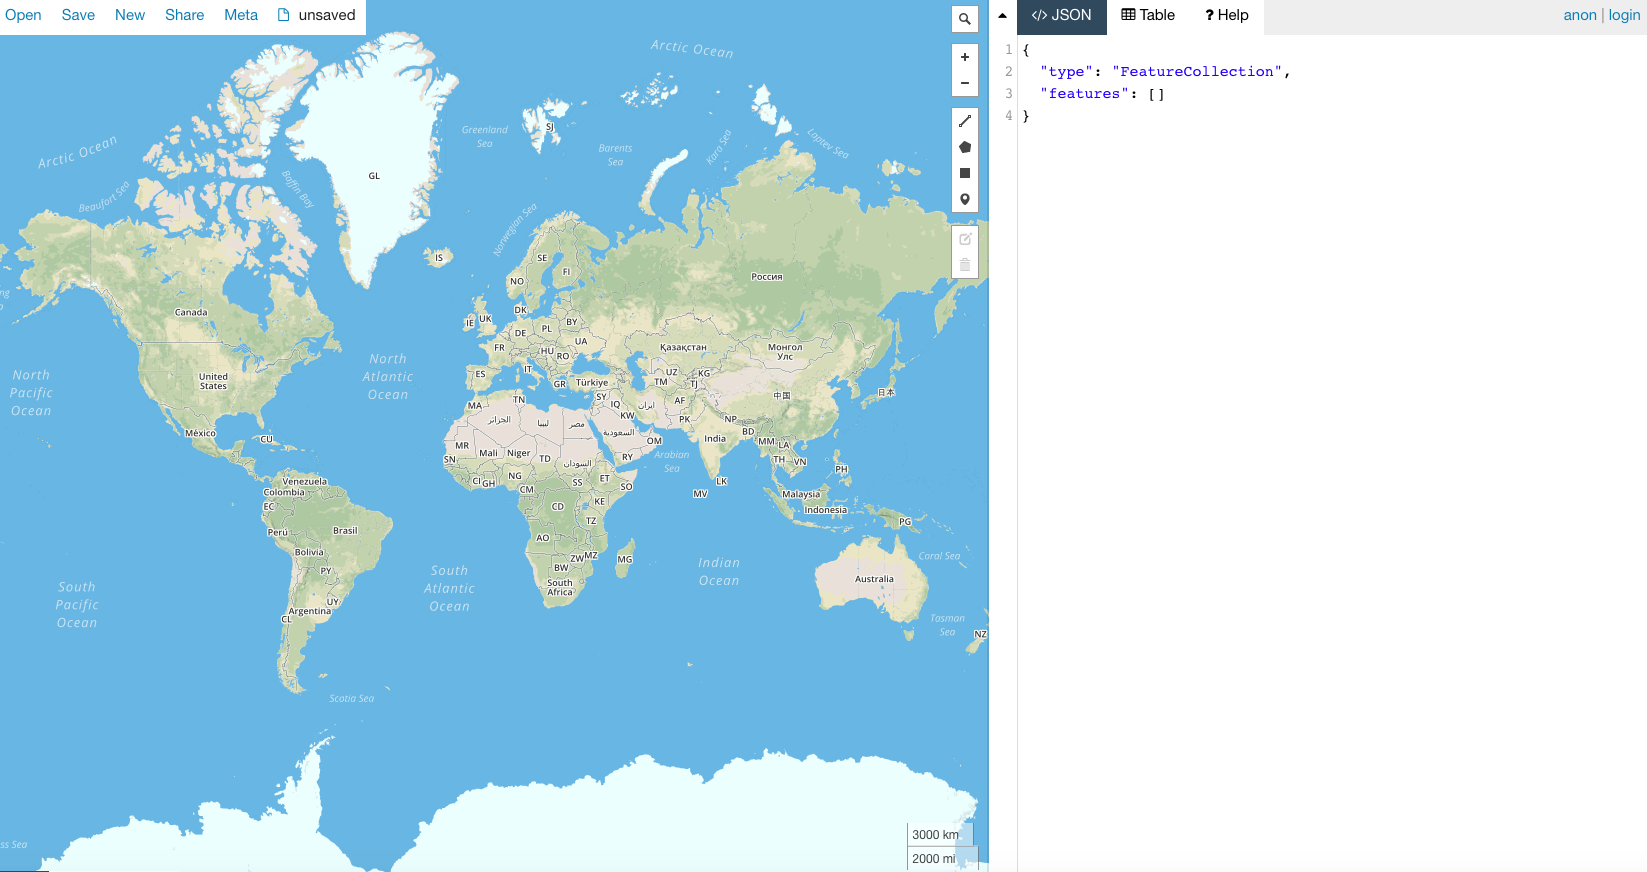 Open Save New Share Meta unsaved
JSON Table ? Help
anon | login
1 {
2 "type": "FeatureCollection",
3 "features": []
4 }
Arctic Ocean
Arctic Ocean
Greenland
Sea
SJ
Barents
Sea
Kara Sea
Laptev Sea
Beaufort Sea
Baffin Bay
GL
Norwegian Sea
IS
SE
FI
NO
Россия
Canada
DK
IE
UK
BY
PL
DE
UA
FR
HU
RO
Қазақстан
Монгол
Улс
North
Pacific
Ocean
United
States
North
Atlantic
Ocean
ES
IT
GR
Türkiye
UZ
KG
TM
TJ
中国
日本
MA
TN
SY
IQ
ایران
AF
KW
PK
NP
الجزائر
ليبيا
مصر
السعودية
México
CU
India
BD
OM
MM
LA
MR
Mali
Niger
TD
السودان
RY
Arabian
Sea
TH
VN
PH
SN
CI
GH
NG
CM
SS
ET
SO
LK
MV
Venezuela
Colombia
EC
Malaysia
Indonesia
PG
CD
KE
TZ
Perú
Brasil
Bolivia
AO
ZW
MZ
MG
BW
PY
South
Africa
Indian
Ocean
Australia
Coral Sea
South
Pacific
Ocean
South
Atlantic
Ocean
UY
Argentina
CL
Tasman
Sea
NZ
Scotia Sea
ss Sea
3000 km
2000 mi